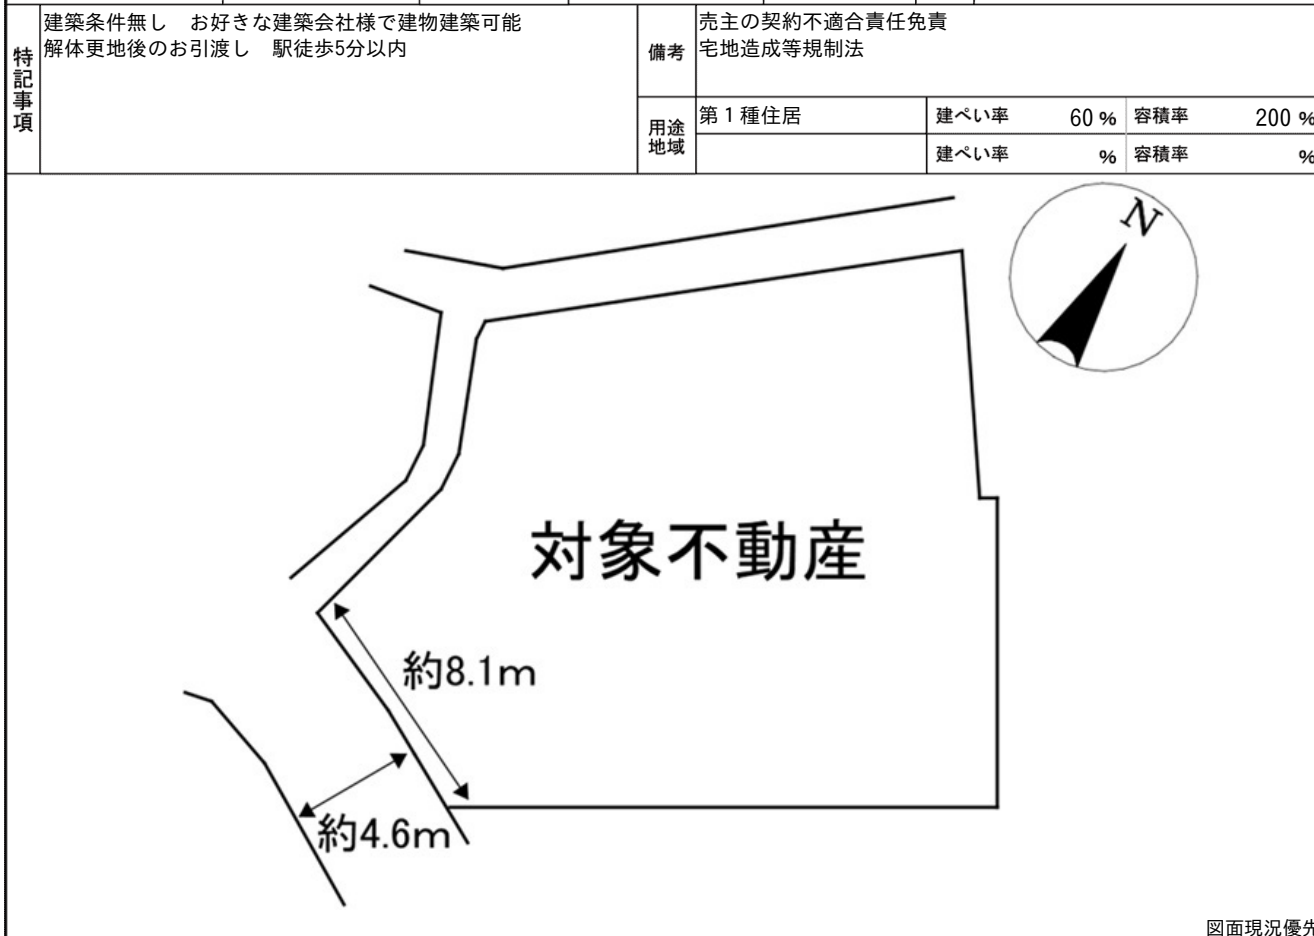 特記事項
建築条件無し　お好きな建築会社様で建物建築可能
解体更地後のお引渡し　駅徒歩5分以内
備考
売主の契約不適合責任免責
宅地造成等規制法
用途地域
第１種住居
建ぺい率 60 % 容積率 200 %
建ぺい率 % 容積率 %
N
対象不動産
約8.1m
約4.6m
図面現況優先